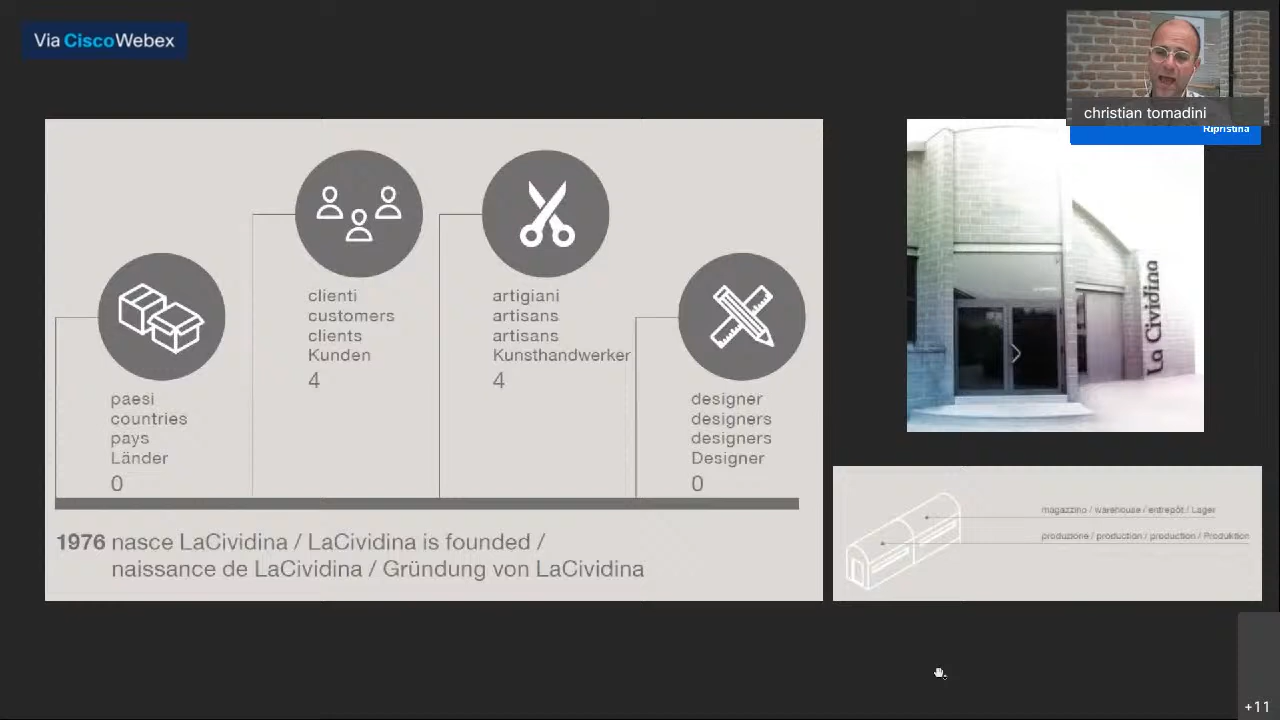 Via CiscoWebex
christian tomadini
Ripristina
clienti
customers
clients
Kunden
4
artigiani
artisans
artisans
Kunsthandwerker
4
paesi
countries
pays
Länder
0
designer
designers
designers
Designer
0
1976 nasce LaCividina / LaCividina is founded /
naissance de LaCividina / Gründung von LaCividina
La Cividina
magazzino / warehouse / entrepôt / Lager
produzione / production / production / Produktion
+11